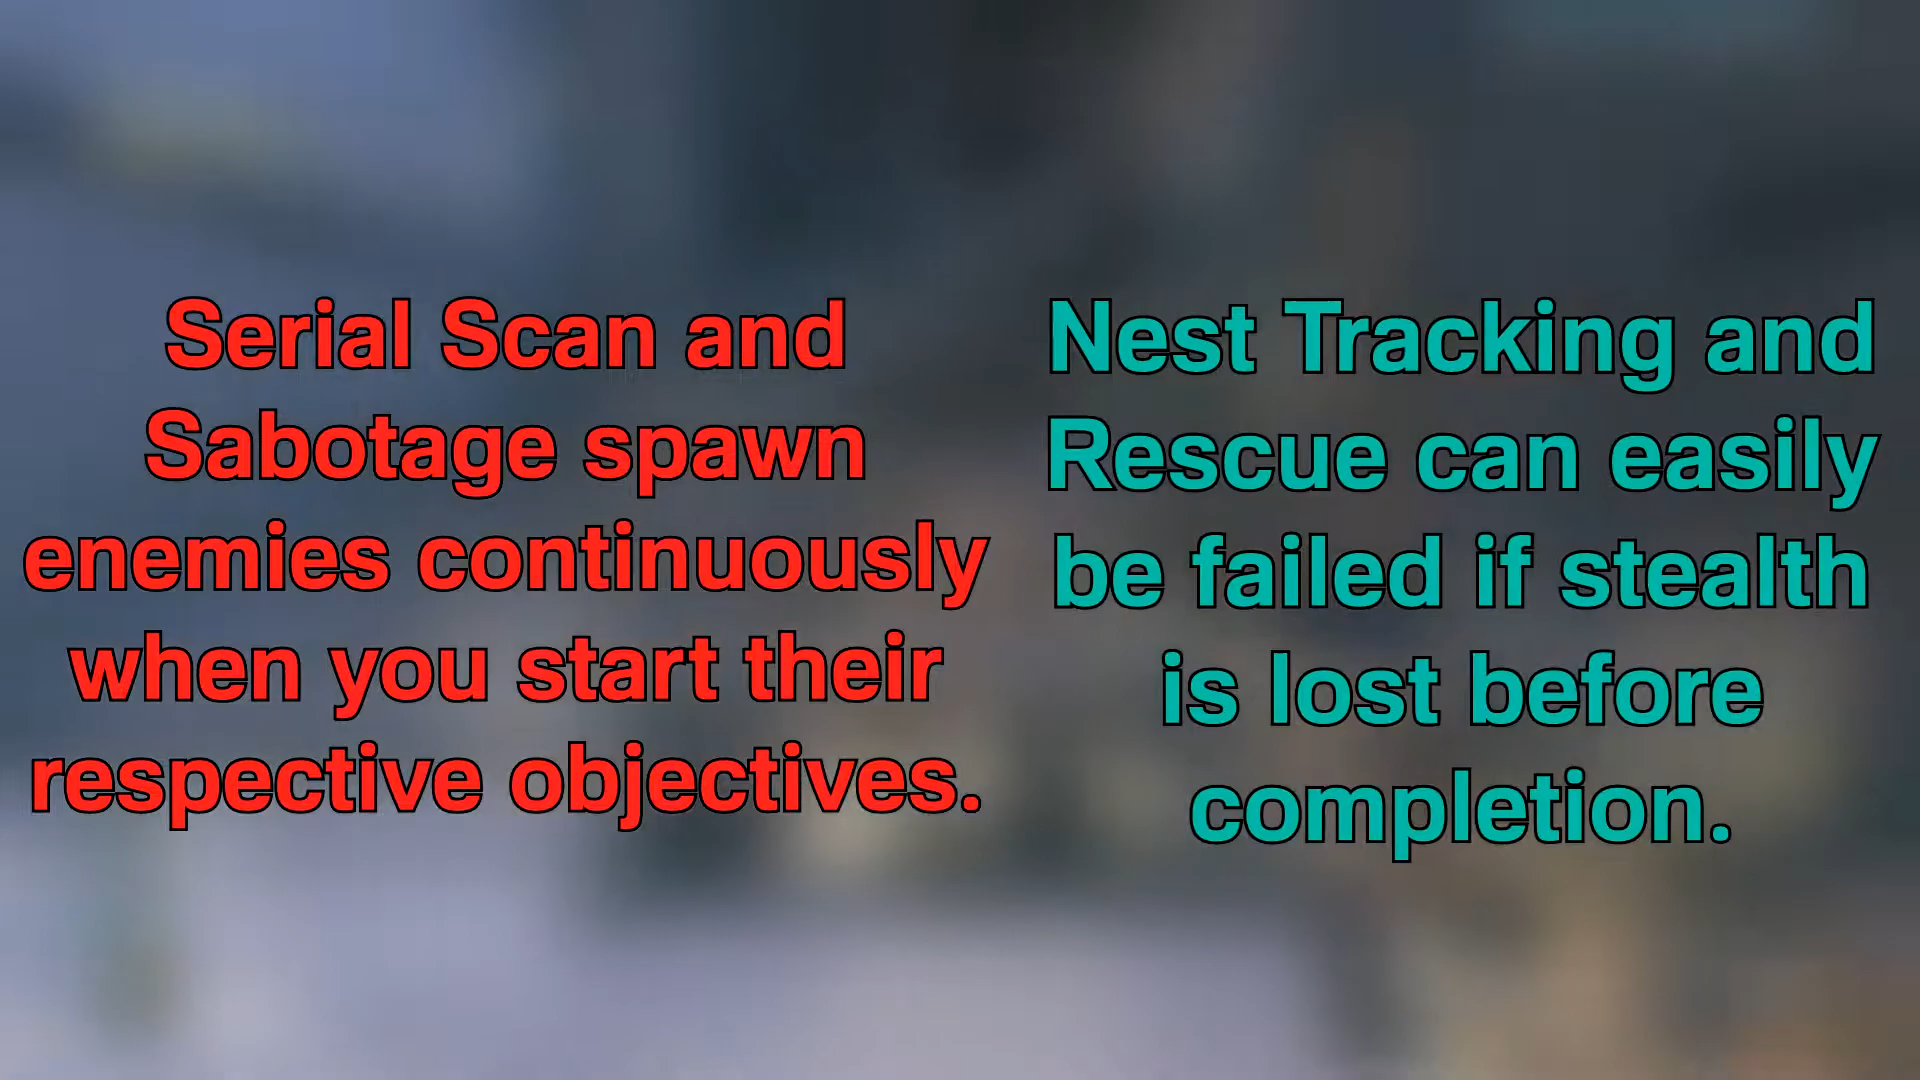 Serial Scan and
Sabotage spawn
enemies continuously
when you start their
respective objectives.
Nest Tracking and
Rescue can easily
be failed if stealth
is lost before
completion.